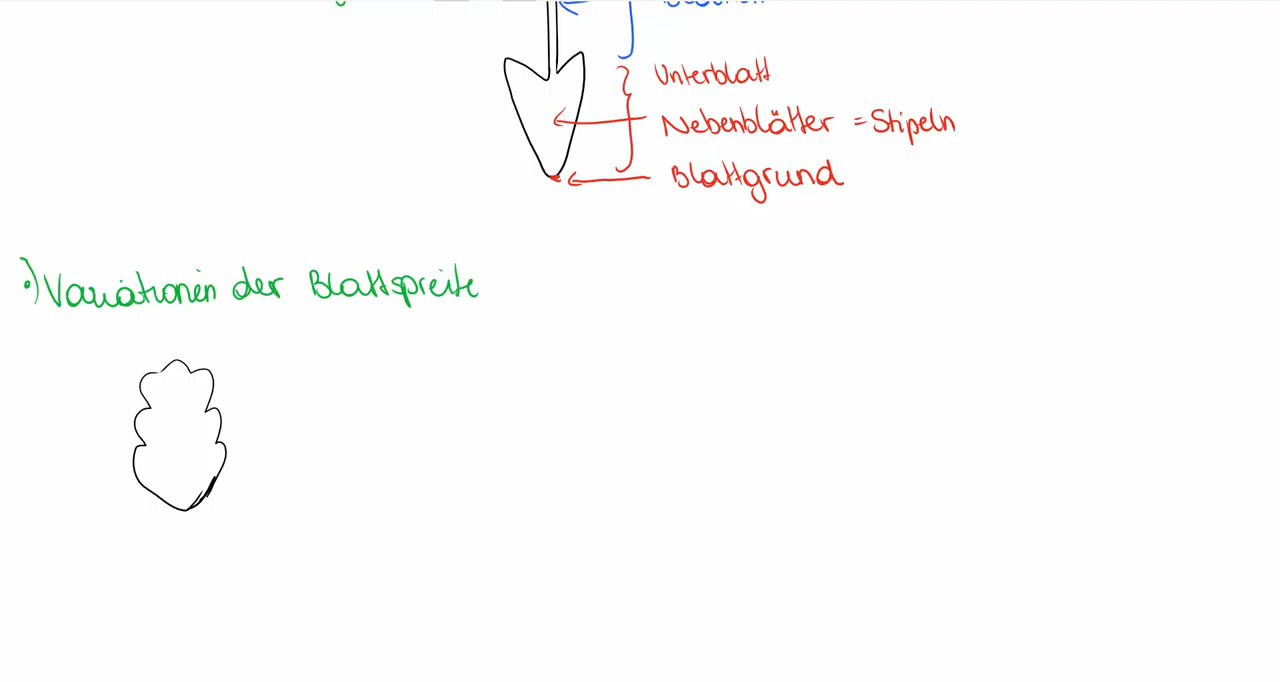 Unterblatt
Nebenblätter = Stipeln
Blattgrund
•) Variationen der Blattspreite